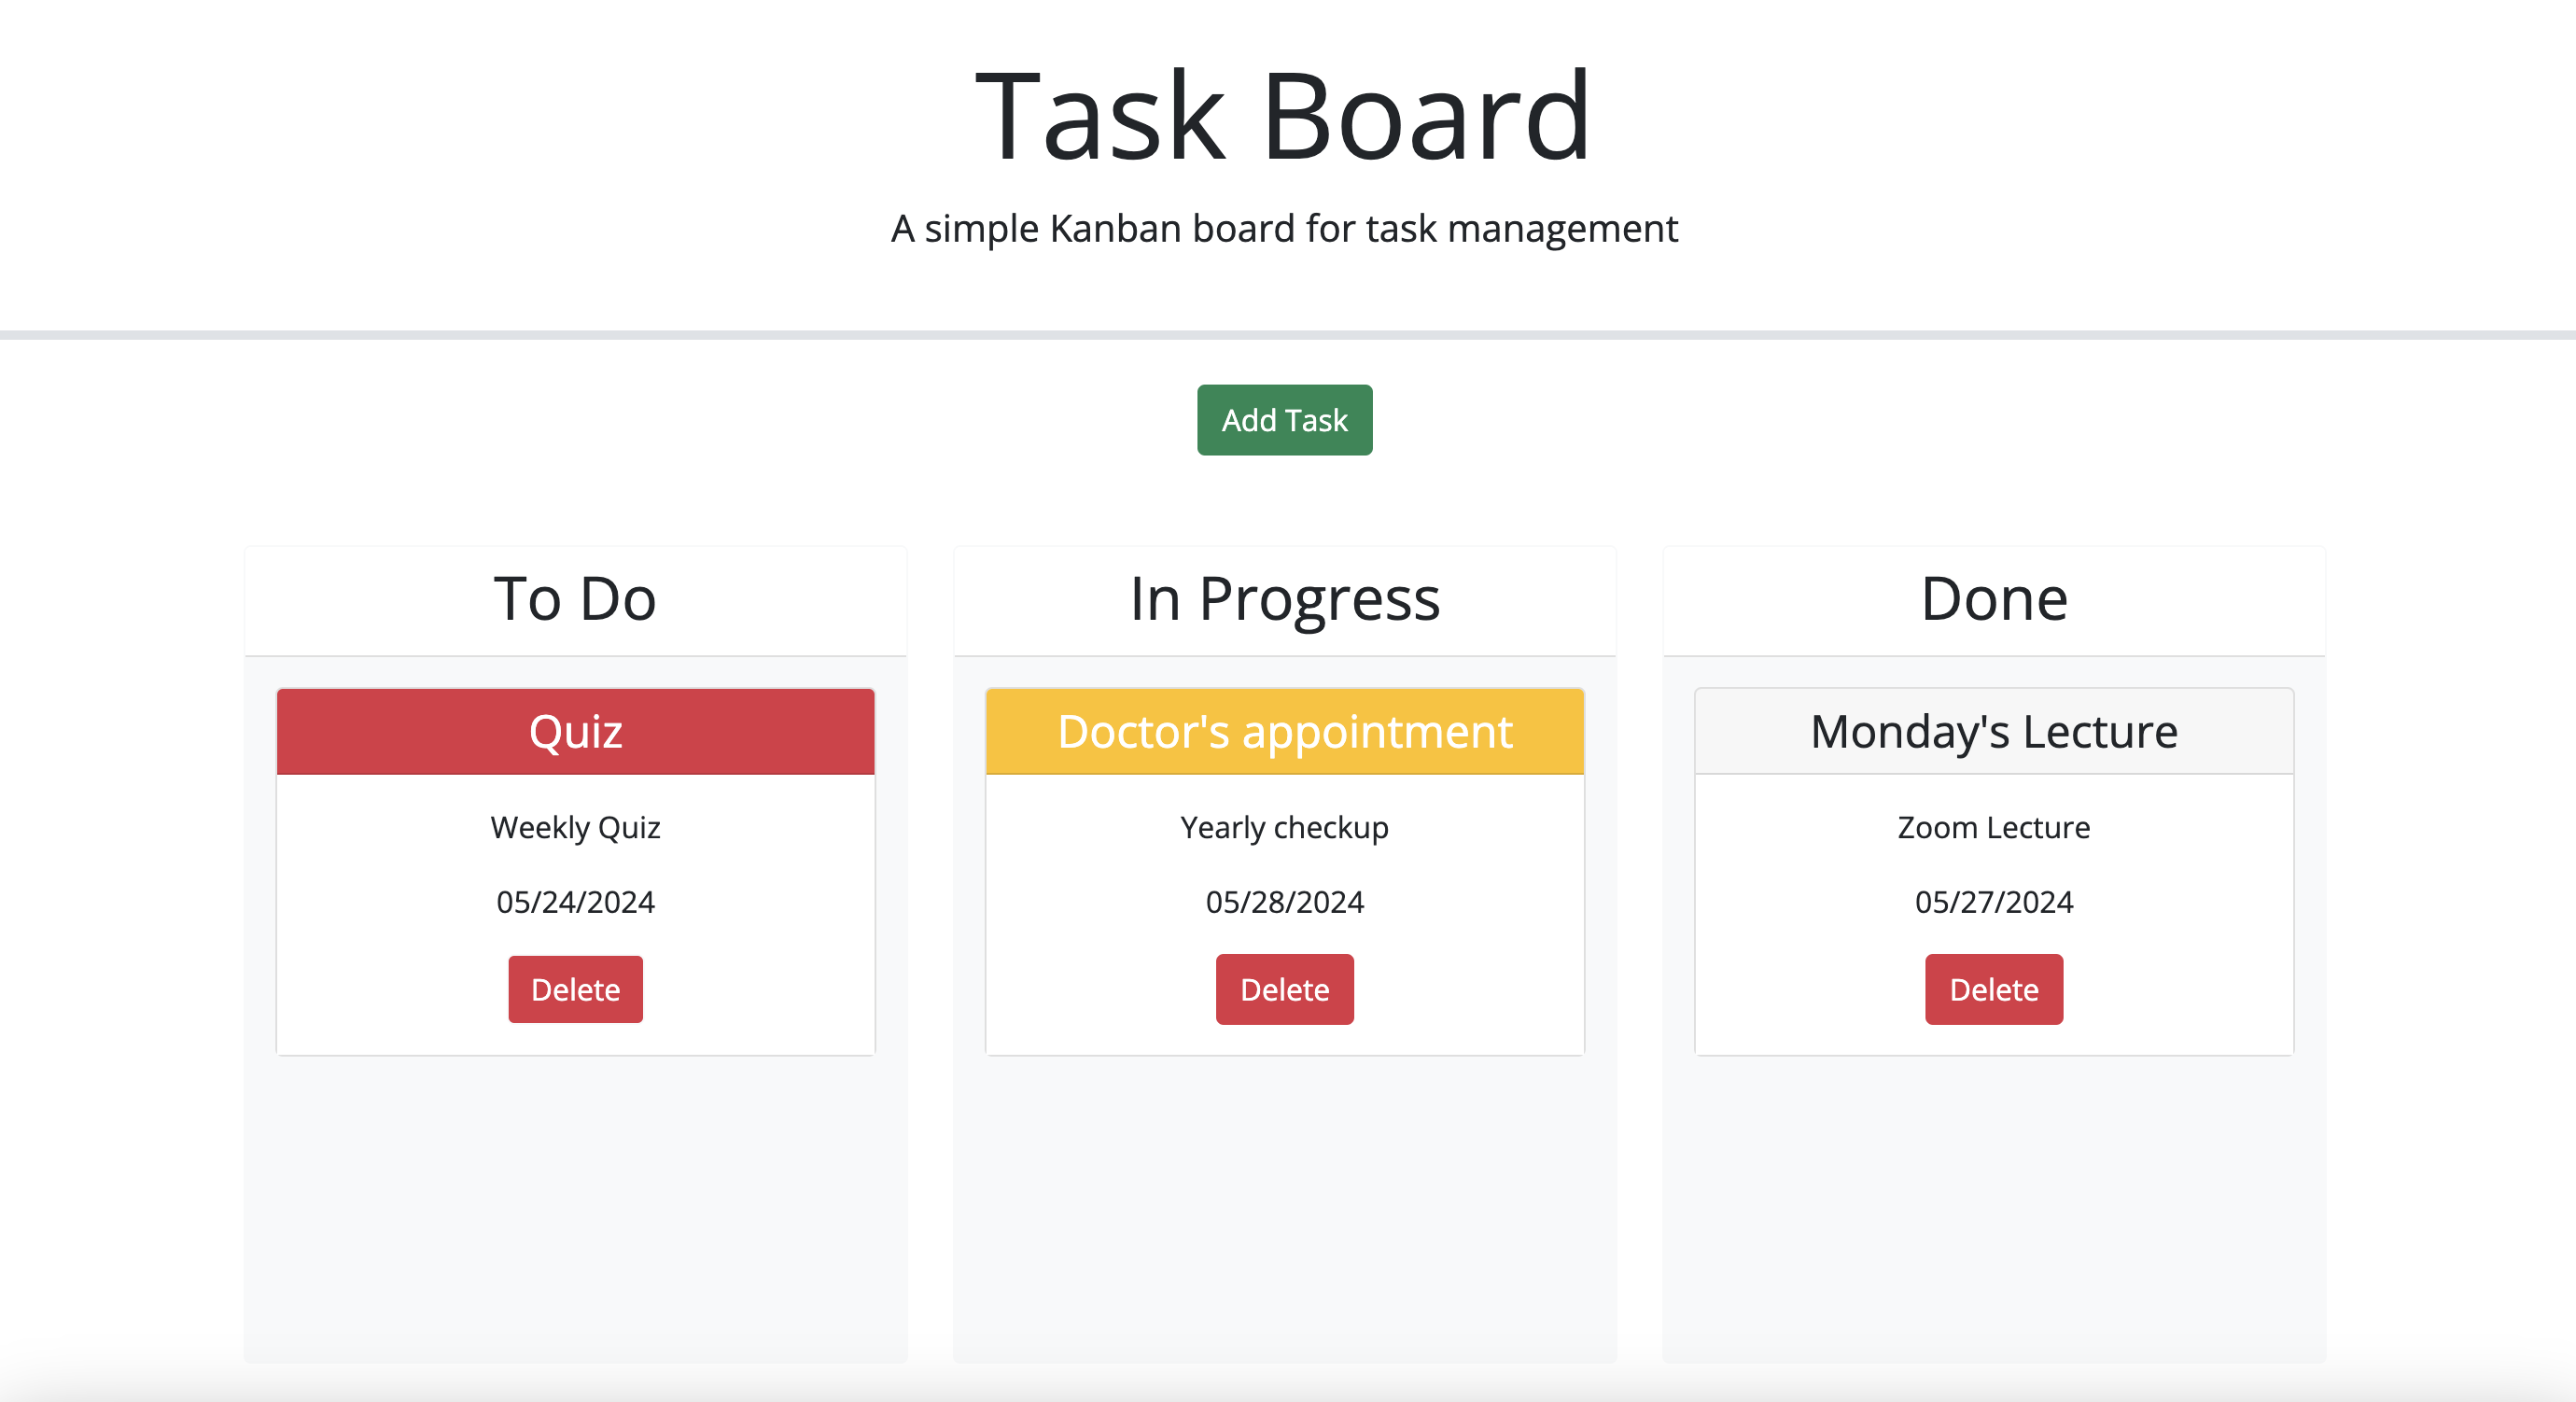 Task Board
A simple Kanban board for task management
Add Task
To Do
Quiz
Weekly Quiz
05/24/2024
Delete
In Progress
Doctor's appointment
Yearly checkup
05/28/2024
Delete
Done
Monday's Lecture
Zoom Lecture
05/27/2024
Delete